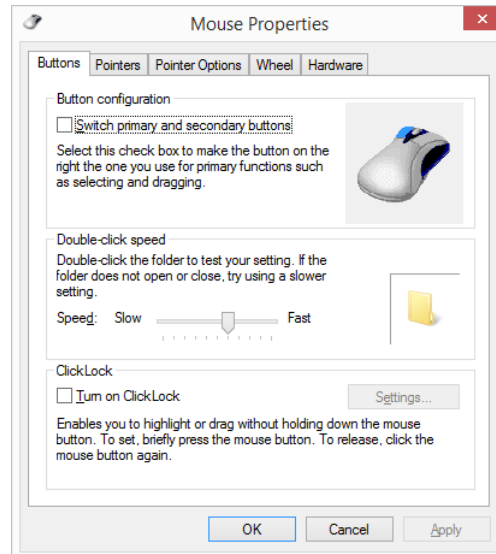 Mouse Properties
Buttons Pointers Pointer Options Wheel Hardware
Button configuration
Switch primary and secondary buttons
Select this check box to make the button on the
right the one you use for primary functions such
as selecting and dragging.
Double-click speed
Double-click the folder to test your setting. If the
folder does not open or close, try using a slower
setting.
Speed: Slow Fast
ClickLock
Turn on ClickLock Settings...
Enables you to highlight or drag without holding down the mouse
button. To set, briefly press the mouse button. To release, click the
mouse button again.
OK Cancel Apply